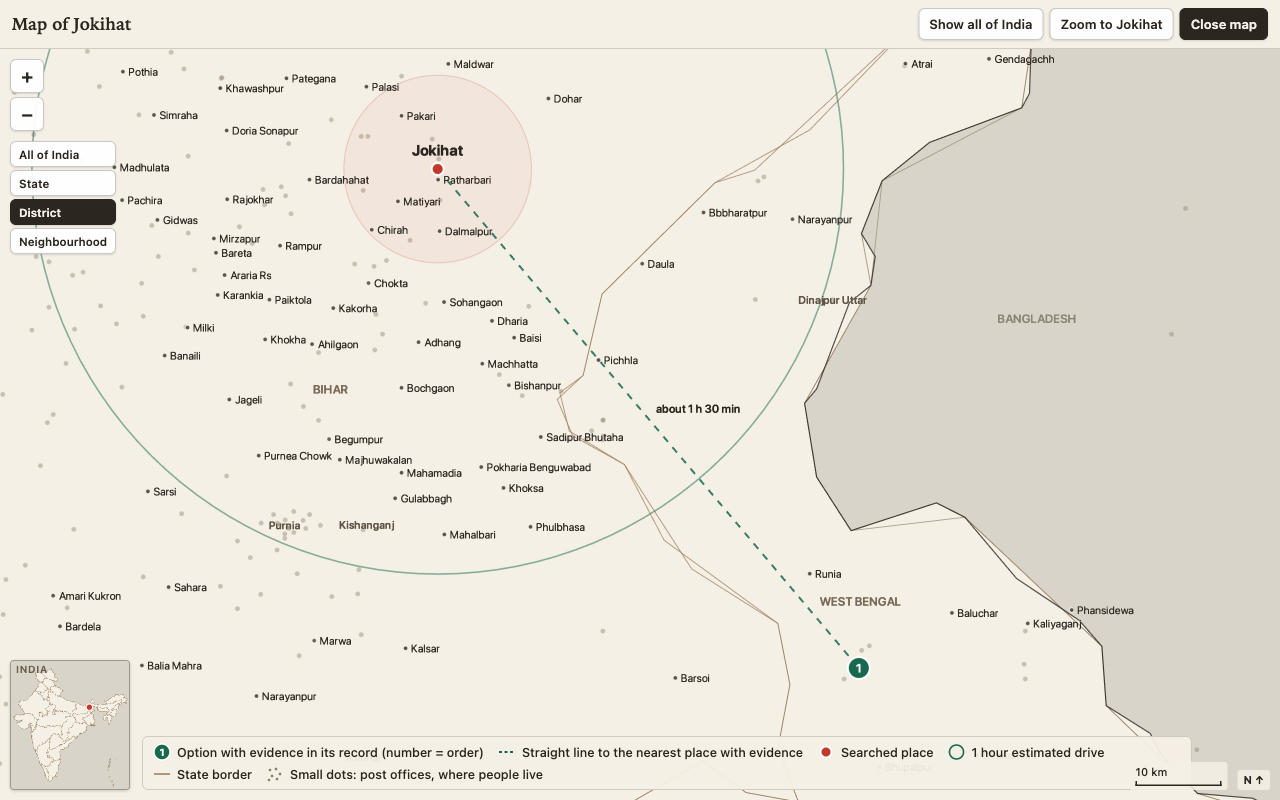 Map of Jokihat
Show all of India
Zoom to Jokihat
Close map
+
−
All of India
State
District
Neighbourhood
Maldwar
Atrai
Gendagachh
Pothia
Pategana
Khawashpur
Palasi
Dohar
Simraha
Pakari
Doria Sonapur
Jokihat
Madhulata
Bardahahat
Ratharbari
Pachira
Rajokhar
Matiyari
Gidwas
Bbbharatpur
Narayanpur
Chirah
Dalmalpur
Mirzapur
Rampur
Bareta
Daula
Araria Rs
Chokta
Karankia
Paiktola
Kakorha
Sohangaon
Dinajpur Uttar
BANGLADESH
Dharia
Milki
Khokha
Ahilgaon
Adhang
Baisi
Banaili
Machhatta
Pichhla
BIHAR
Bochgaon
Bishanpur
Jageli
about 1 h 30 min
Begumpur
Sadipur Bhutaha
Purnea Chowk
Majhuwakalan
Mahamadia
Pokharia Benguwabad
Sarsi
Gulabbagh
Khoksa
Purnia
Kishanganj
Mahalbari
Phulbhasa
Runia
Sahara
Amari Kukron
WEST BENGAL
Baluchar
Phansidewa
Bardela
Kaliyaganj
Marwa
Kalsar
Balia Mahra
1
Barsoi
Narayanpur
INDIA
1 Option with evidence in its record (number = order)
Straight line to the nearest place with evidence
Searched place
1 hour estimated drive
State border
Small dots: post offices, where people live
10 km
N ↑